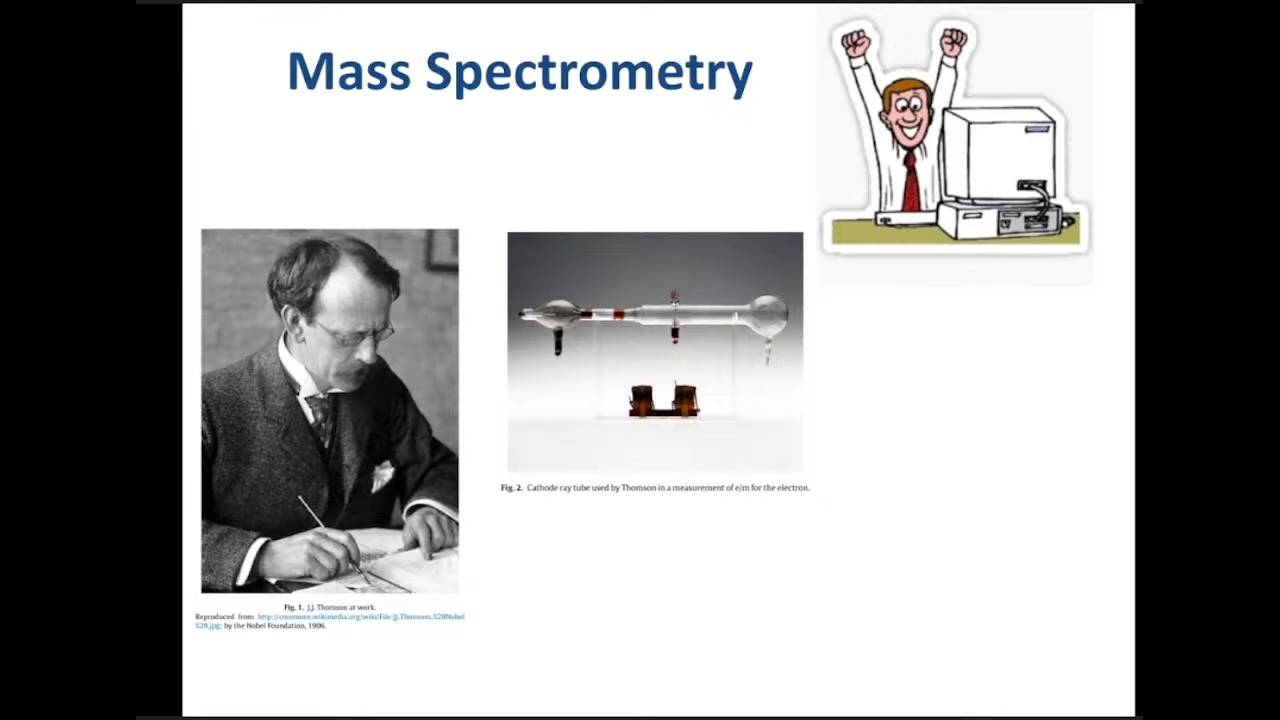 Mass Spectrometry
Fig. 2. Cathode ray tube used by Thomson in a measurement of e/m for the electron.
Fig. 1. J.J. Thomson at work.
Reproduced from http://commons.wikimedia.org/wiki/File:JJ.Thomson.%28Nobel
%29.jpg; by the Nobel Foundation, 1906.